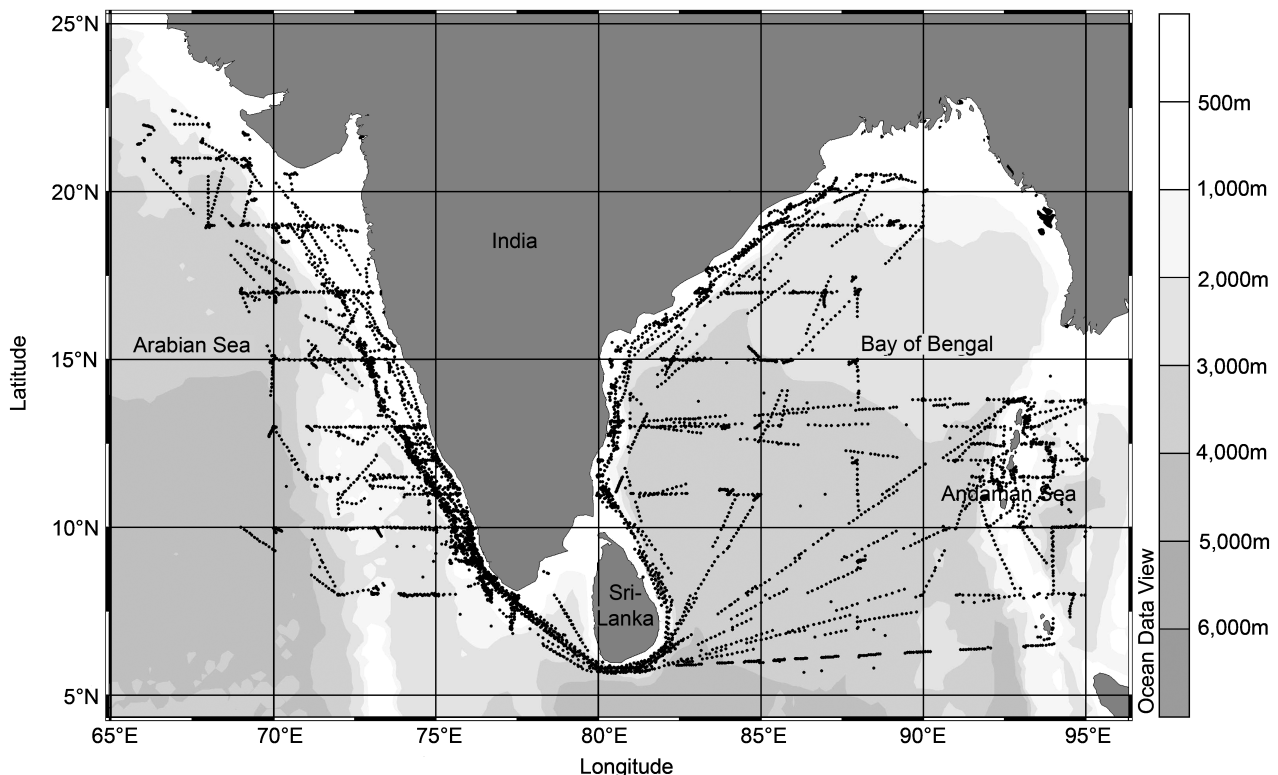 25°N
20°N
15°N
10°N
5°N
Latitude
65°E
70°E
75°E
80°E
85°E
90°E
95°E
Longitude
India
Arabian Sea
Bay of Bengal
Andaman Sea
Sri-
Lanka
Ocean Data View
500m
1,000m
2,000m
3,000m
4,000m
5,000m
6,000m